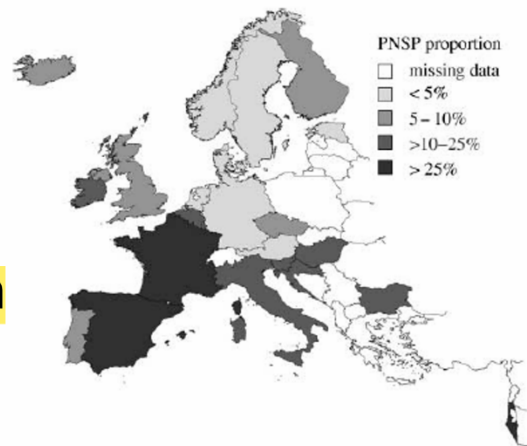 PNSP proportion
missing data
< 5%
5 – 10%
>10–25%
> 25%